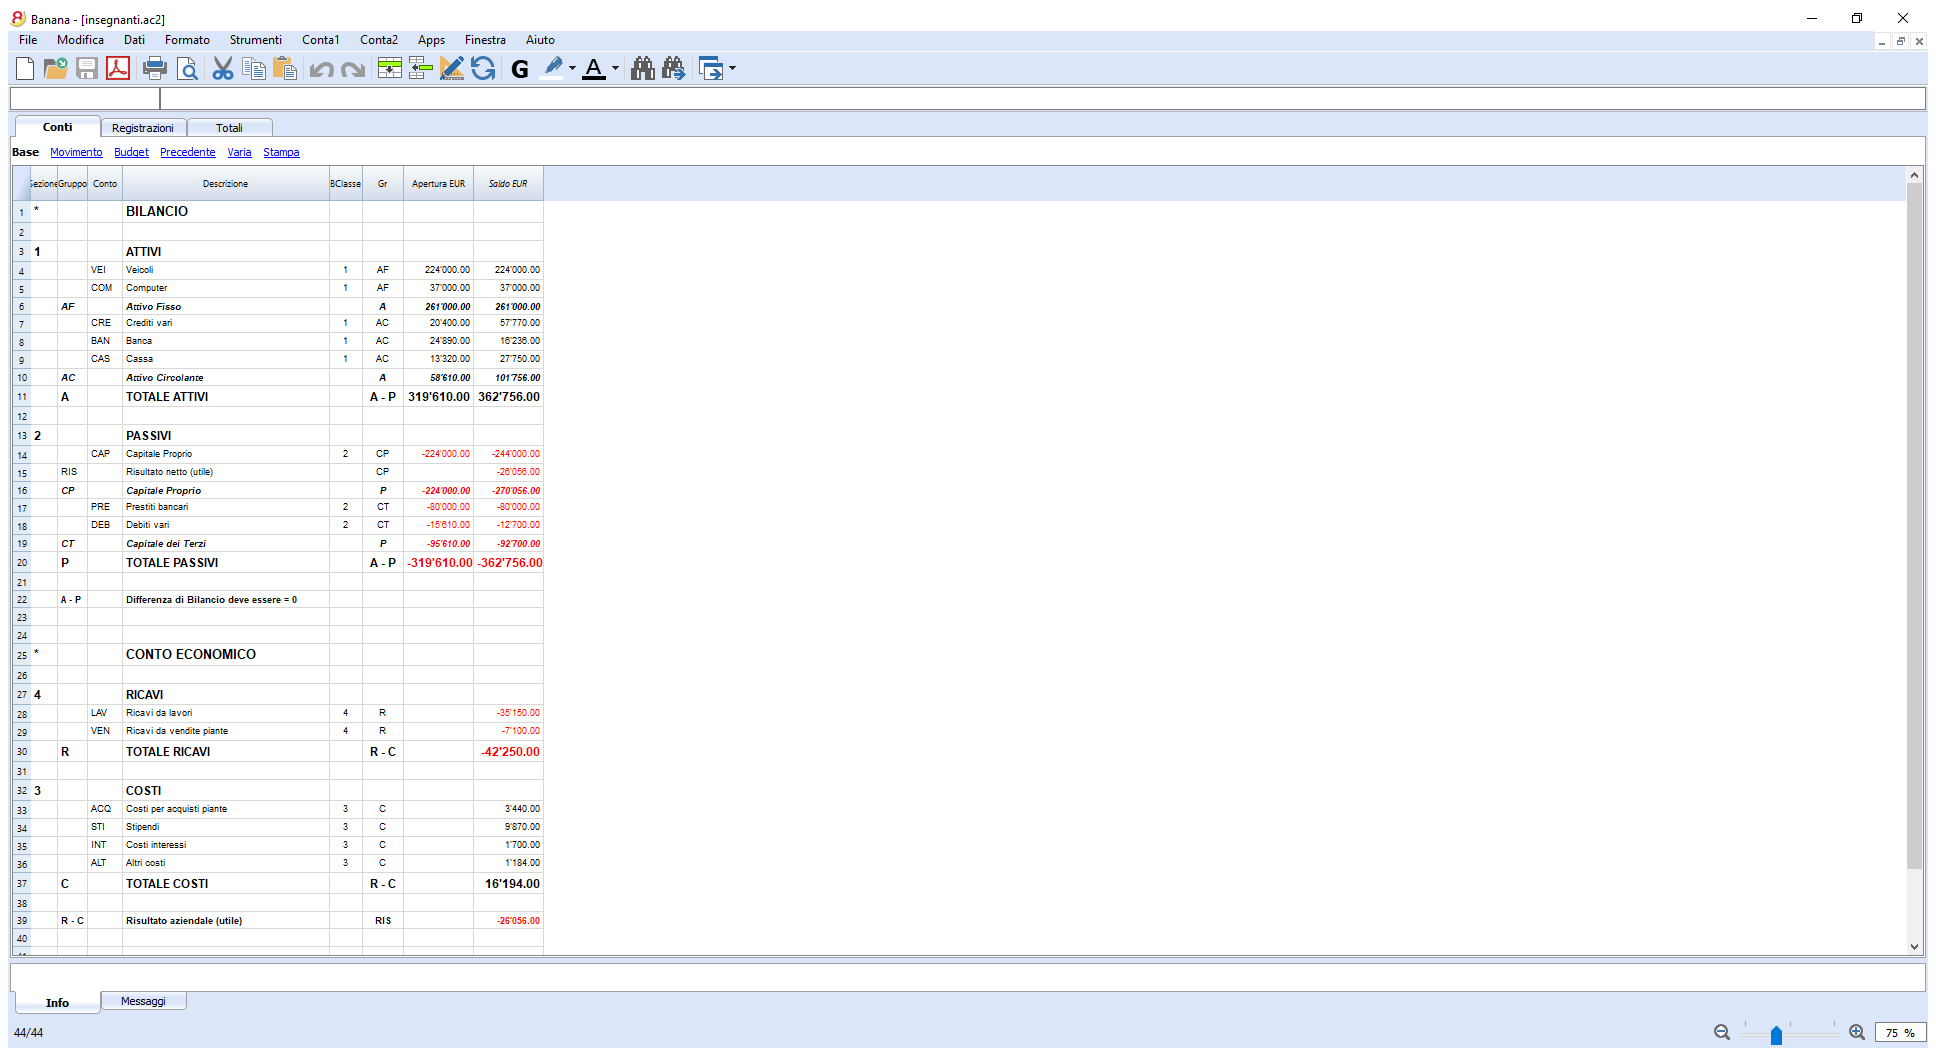 Banana - [insegnanti.ac2]
File Modifica Dati Formato Strumenti Conta1 Conta2 Apps Finestra Aiuto
G A
Conti Registrazioni Totali
Base Movimento Budget Precedente Varia Stampa
Sezione Gruppo Conto Descrizione BClasse Gr Apertura EUR Saldo EUR
1 * BILANCIO
2
3 1 ATTIVI
4 VEI Veicoli 1 AF 224'000.00 224'000.00
5 COM Computer 1 AF 37'000.00 37'000.00
6 AF Attivo Fisso A 261'000.00 261'000.00
7 CRE Crediti vari 1 AC 20'400.00 57'770.00
8 BAN Banca 1 AC 24'890.00 16'236.00
9 CAS Cassa 1 AC 13'320.00 27'750.00
10 AC Attivo Circolante A 58'610.00 101'756.00
11 A TOTALE ATTIVI A - P 319'610.00 362'756.00
12
13 2 PASSIVI
14 CAP Capitale Proprio 2 CP -224'000.00 -244'000.00
15 RIS Risultato netto (utile) CP -26'056.00
16 CP Capitale Proprio P -224'000.00 -270'056.00
17 PRE Prestiti bancari 2 CT -80'000.00 -80'000.00
18 DEB Debiti vari 2 CT -15'610.00 -12'700.00
19 CT Capitale dei Terzi P -95'610.00 -92'700.00
20 P TOTALE PASSIVI A - P -319'610.00 -362'756.00
21
22 A - P Differenza di Bilancio deve essere = 0
23
24
25 * CONTO ECONOMICO
26
27 4 RICAVI
28 LAV Ricavi da lavori 4 R -35'150.00
29 VEN Ricavi da vendite piante 4 R -7'100.00
30 R TOTALE RICAVI R - C -42'250.00
31
32 3 COSTI
33 ACQ Costi per acquisti piante 3 C 3'440.00
34 STI Stipendi 3 C 9'870.00
35 INT Costi interessi 3 C 1'700.00
36 ALT Altri costi 3 C 1'184.00
37 C TOTALE COSTI R - C 16'194.00
38
39 R - C Risultato aziendale (utile) RIS -26'056.00
40
Info Messaggi
44/44
75 %